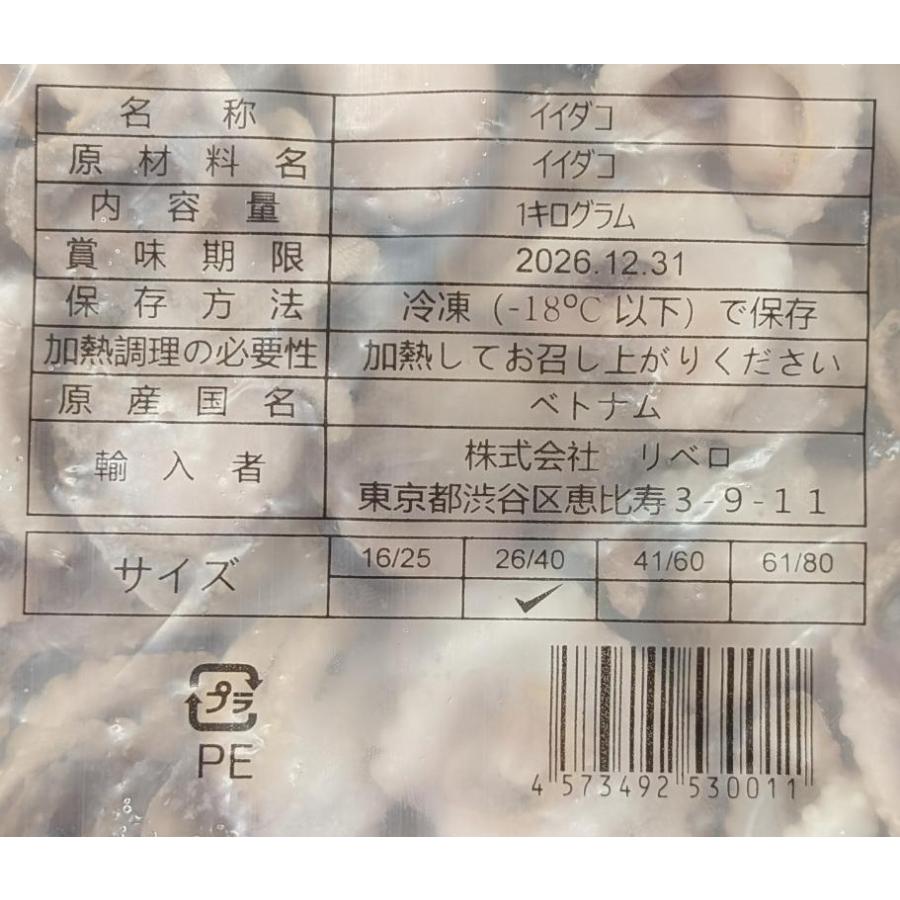 名称 イイダコ
原材料名 イイダコ
内容量 1キログラム
賞味期限 2026.12.31
保存方法 冷凍（-18℃以下）で保存
加熱調理の必要性 加熱してお召し上がりください
原産国名 ベトナム
輸入者 株式会社 リベロ
東京都渋谷区恵比寿3-9-11
サイズ 16/25 26/40 41/60 61/80
プラ
PE
4 573492 530011